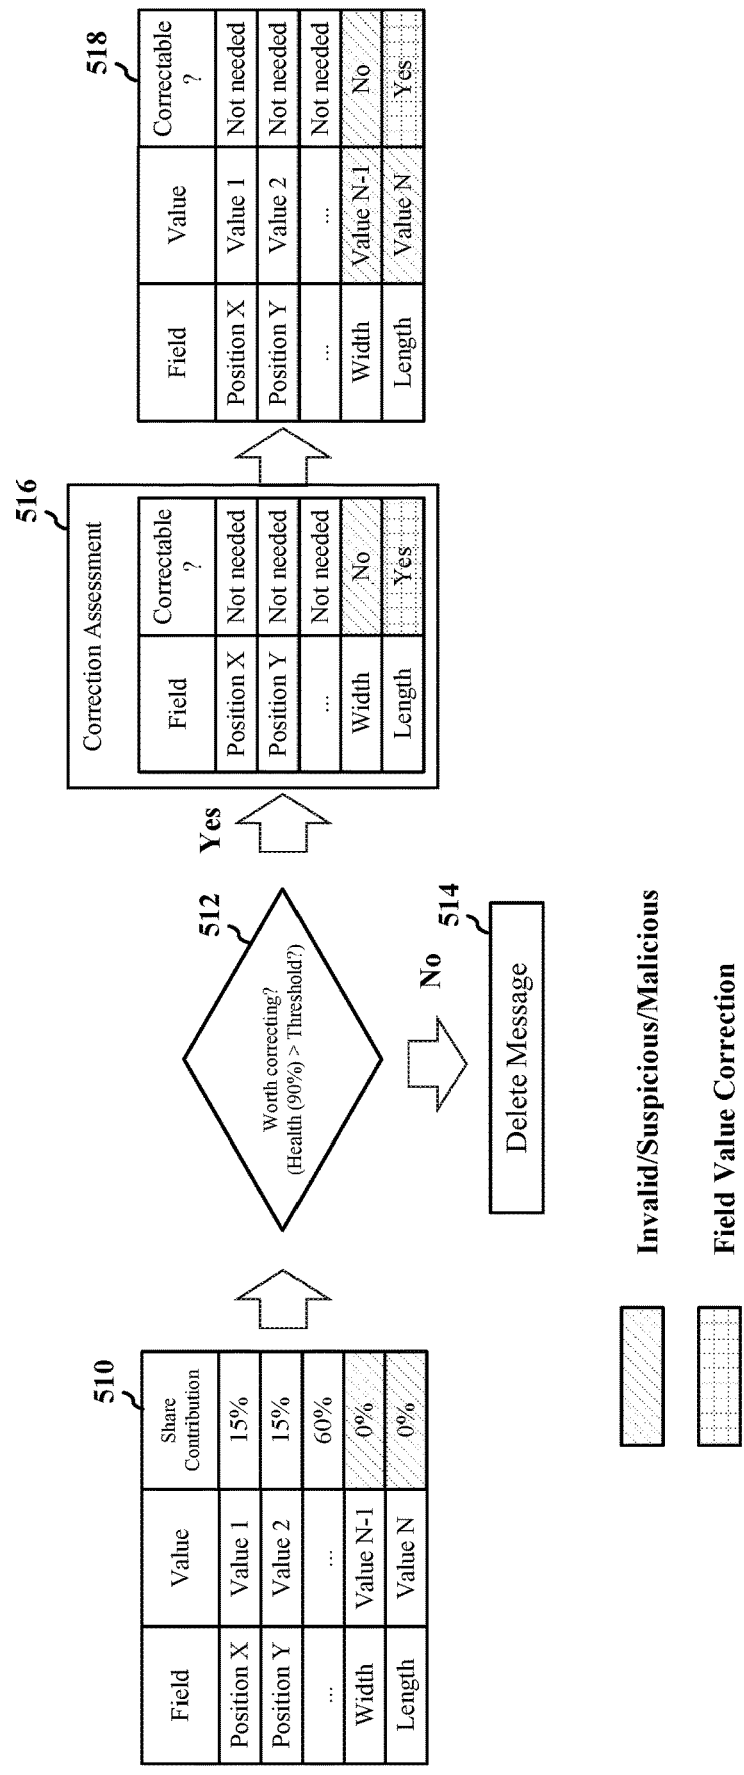 510
Field Value Share Contribution
Position X Value 1 15%
Position Y Value 2 15%
... ... 60%
Width Value N-1 0%
Length Value N 0%
512
Worth correcting?
(Health (90%) > Threshold?)
Yes
No
514
Delete Message
516
Correction Assessment
Field Correctable ?
Position X Not needed
Position Y Not needed
... Not needed
Width No
Length Yes
518
Field Value Correctable ?
Position X Value 1 Not needed
Position Y Value 2 Not needed
... ... Not needed
Width Value N-1 No
Length Value N Yes
Invalid/Suspicious/Malicious
Field Value Correction